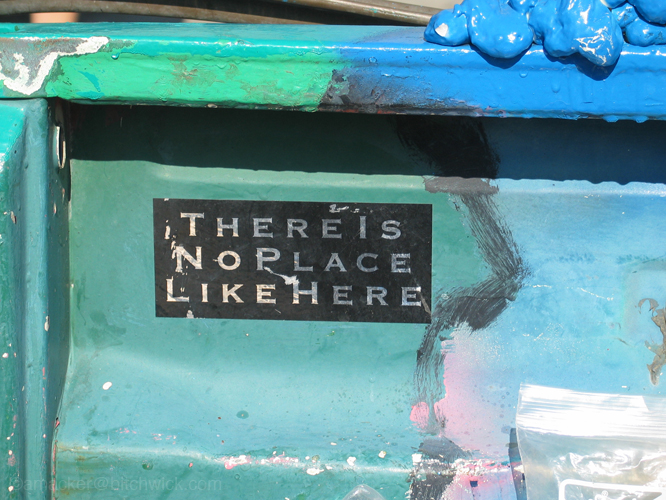 There Is
No Place
Like Here